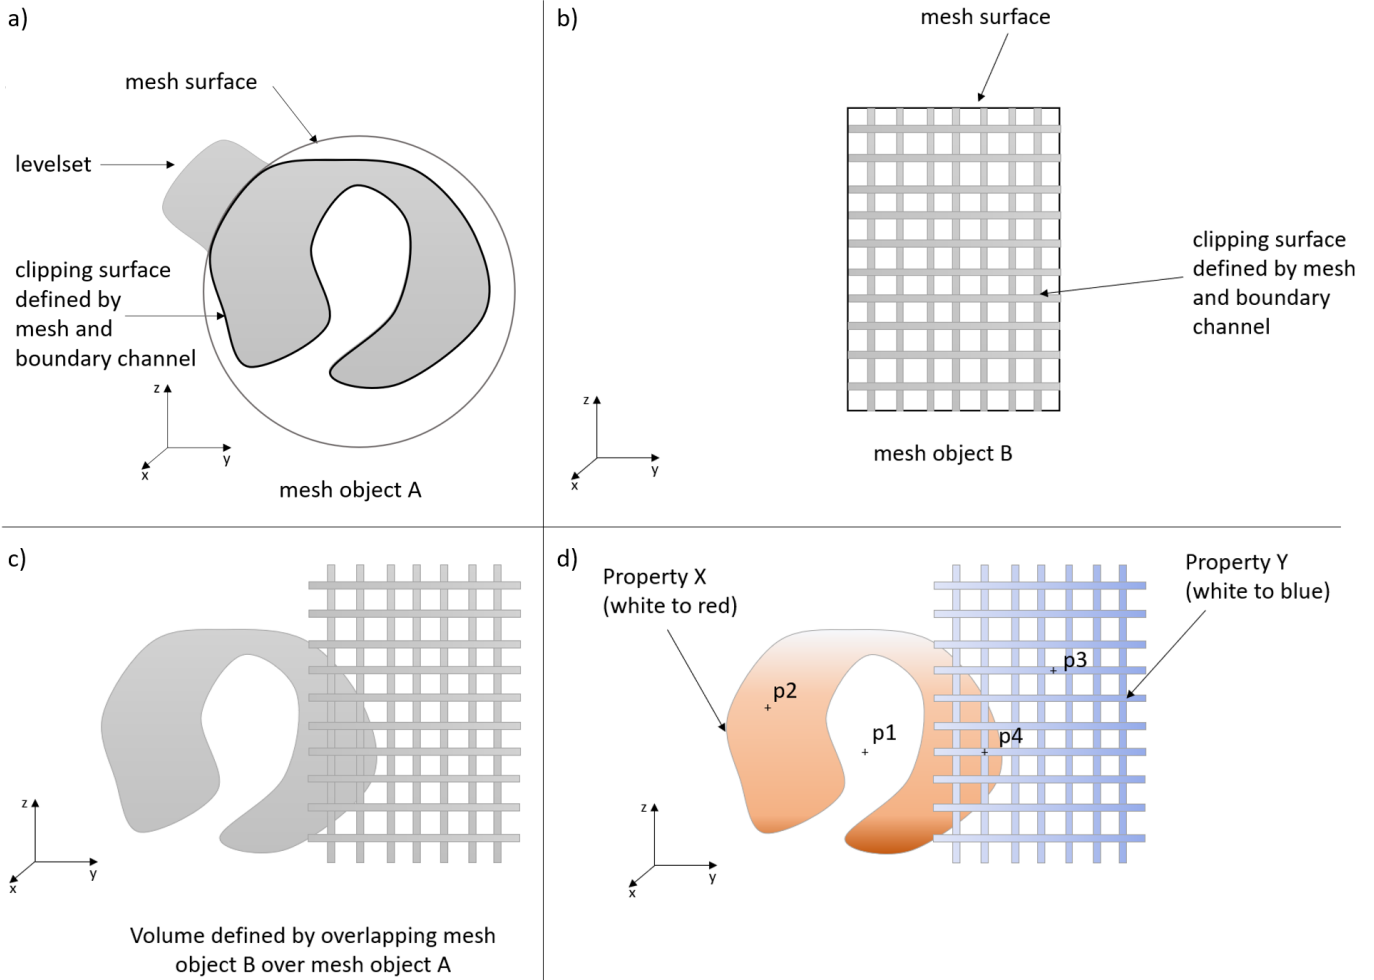 a)
mesh surface
levelset
clipping surface
defined by
mesh and
boundary channel
z
y
x
mesh object A
b)
mesh surface
clipping surface
defined by mesh
and boundary
channel
z
y
x
mesh object B
c)
z
y
x
Volume defined by overlapping mesh
object B over mesh object A
d)
Property X
(white to red)
Property Y
(white to blue)
p3
p2
p1
p4
z
y
x